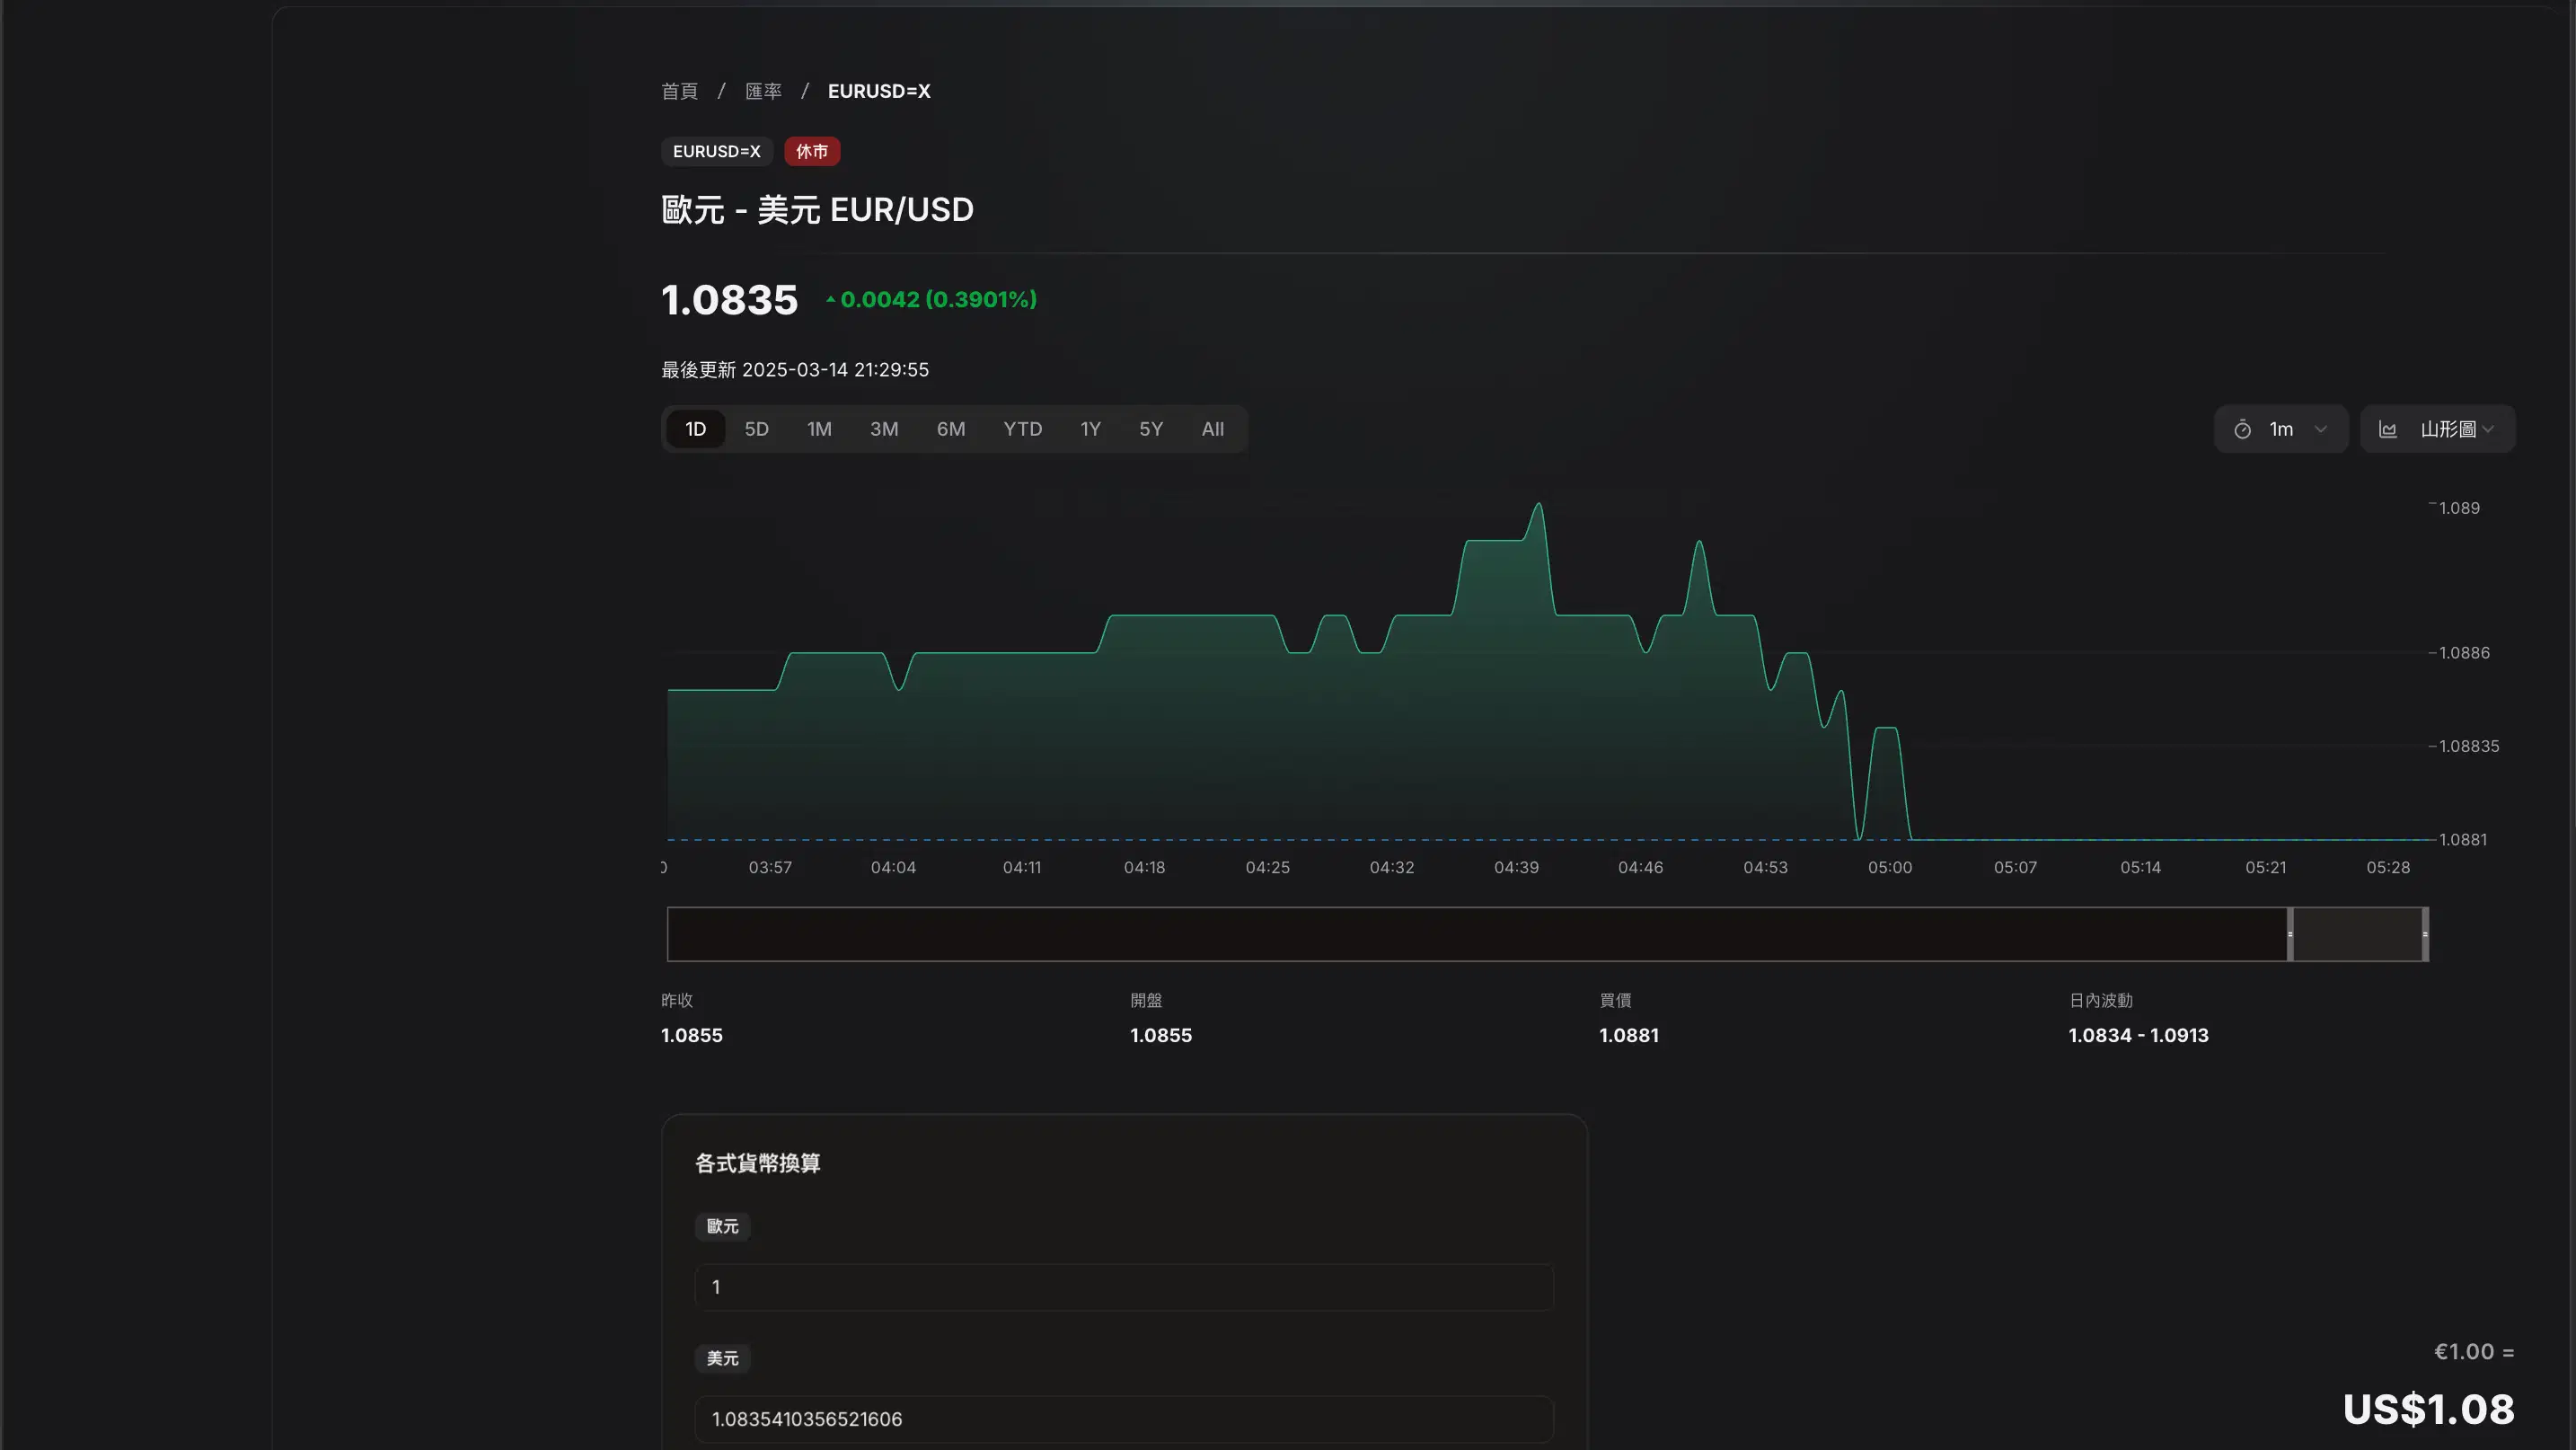 首頁 / 匯率 / EURUSD=X
EURUSD=X 休市
歐元 - 美元 EUR/USD
1.0835 0.0042 (0.3901%)
最後更新 2025-03-14 21:29:55
1D 5D 1M 3M 6M YTD 1Y 5Y All 1m 山形圖
1.089
1.0886
1.08835
1.0881
03:57 04:04 04:11 04:18 04:25 04:32 04:39 04:46 04:53 05:00 05:07 05:14 05:21 05:28
昨收 開盤 買價 日內波動
1.0855 1.0855 1.0881 1.0834 - 1.0913
各式貨幣換算
歐元
1
美元
1.0835410356521606
€1.00 =
US$1.08